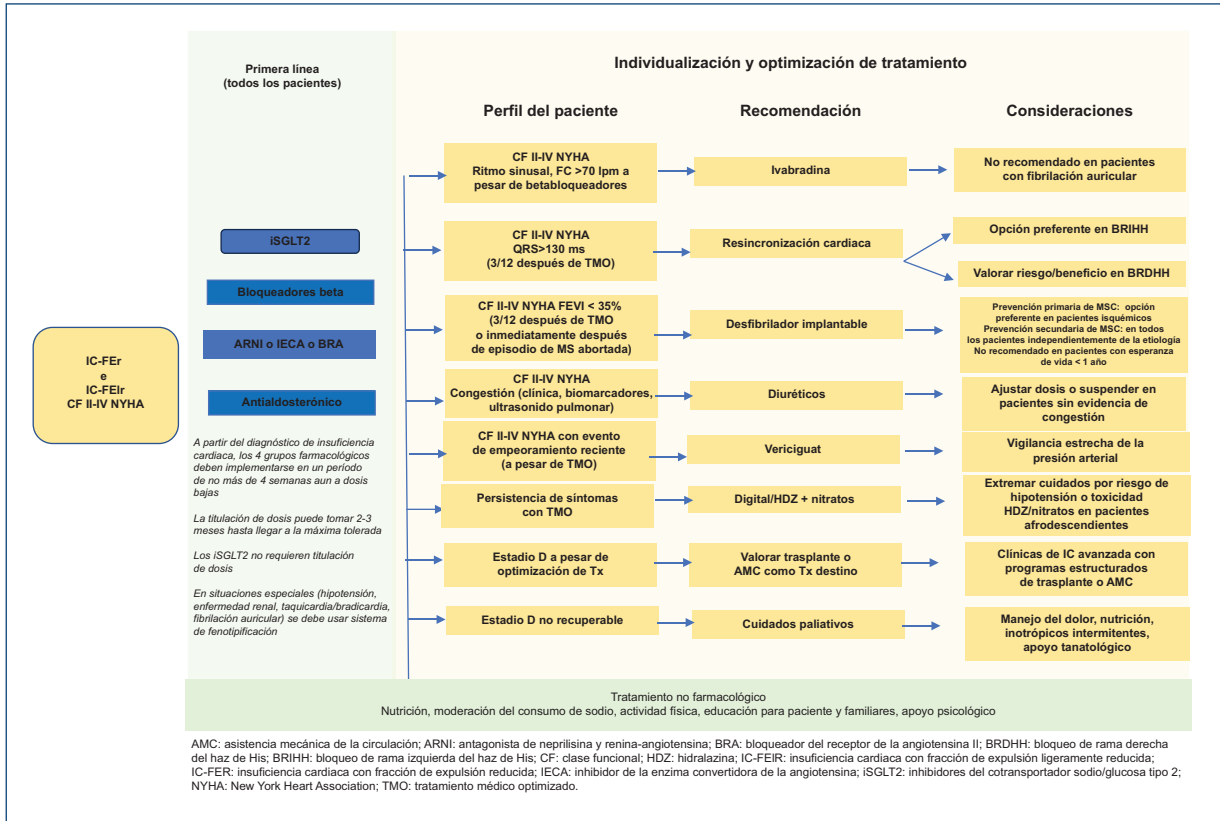 Primera línea
(todos los pacientes)
Individualización y optimización de tratamiento
Perfil del paciente
Recomendación
Consideraciones
IC-FEr
e
IC-FEIr
CF II-IV NYHA
iSGLT2
Bloqueadores beta
ARNI o IECA o BRA
Antialdosterónico
A partir del diagnóstico de insuficiencia
cardiaca, los 4 grupos farmacológicos
deben implementarse en un período
de no más de 4 semanas aun a dosis
bajas
La titulación de dosis puede tomar 2-3
meses hasta llegar a la máxima tolerada
Los iSGLT2 no requieren titulación
de dosis
En situaciones especiales (hipotensión,
enfermedad renal, taquicardia/bradicardia,
fibrilación auricular) se debe usar sistema
de fenotipificación
CF II-IV NYHA
Ritmo sinusal, FC >70 lpm a
pesar de betabloqueadores
Ivabradina
No recomendado en pacientes
con fibrilación auricular
CF II-IV NYHA
QRS>130 ms
(3/12 después de TMO)
Resincronización cardiaca
Opción preferente en BRIHH
Valorar riesgo/beneficio en BRDHH
CF II-IV NYHA FEVI < 35%
(3/12 después de TMO
o inmediatamente después
de episodio de MS abortada)
Desfibrilador implantable
Prevención primaria de MSC: opción
preferente en pacientes isquémicos
Prevención secundaria de MSC: en todos
los pacientes independientemente de la etiología
No recomendado en pacientes con esperanza
de vida < 1 año
CF II-IV NYHA
Congestión (clínica, biomarcadores,
ultrasonido pulmonar)
Diuréticos
Ajustar dosis o suspender en
pacientes sin evidencia de
congestión
CF II-IV NYHA con evento
de empeoramiento reciente
(a pesar de TMO)
Vericiguat
Vigilancia estrecha de la
presión arterial
Persistencia de síntomas
con TMO
Digital/HDZ + nitratos
Extremar cuidados por riesgo de
hipotensión o toxicidad
HDZ/nitratos en pacientes
afrodescendientes
Estadio D a pesar de
optimización de Tx
Valorar trasplante o
AMC como Tx destino
Clínicas de IC avanzada con
programas estructurados
de trasplante o AMC
Estadio D no recuperable
Cuidados paliativos
Manejo del dolor, nutrición,
inotrópicos intermitentes,
apoyo tanatológico
Tratamiento no farmacológico
Nutrición, moderación del consumo de sodio, actividad física, educación para paciente y familiares, apoyo psicológico
AMC: asistencia mecánica de la circulación; ARNI: antagonista de neprilisina y renina-angiotensina; BRA: bloqueador del receptor de la angiotensina II; BRDHH: bloqueo de rama derecha
del haz de His; BRIHH: bloqueo de rama izquierda del haz de His; CF: clase funcional; HDZ: hidralazina; IC-FEIR: insuficiencia cardiaca con fracción de expulsión ligeramente reducida;
IC-FER: insuficiencia cardiaca con fracción de expulsión reducida; IECA: inhibidor de la enzima convertidora de la angiotensina; iSGLT2: inhibidores del cotransportador sodio/glucosa tipo 2;
NYHA: New York Heart Association; TMO: tratamiento médico optimizado.